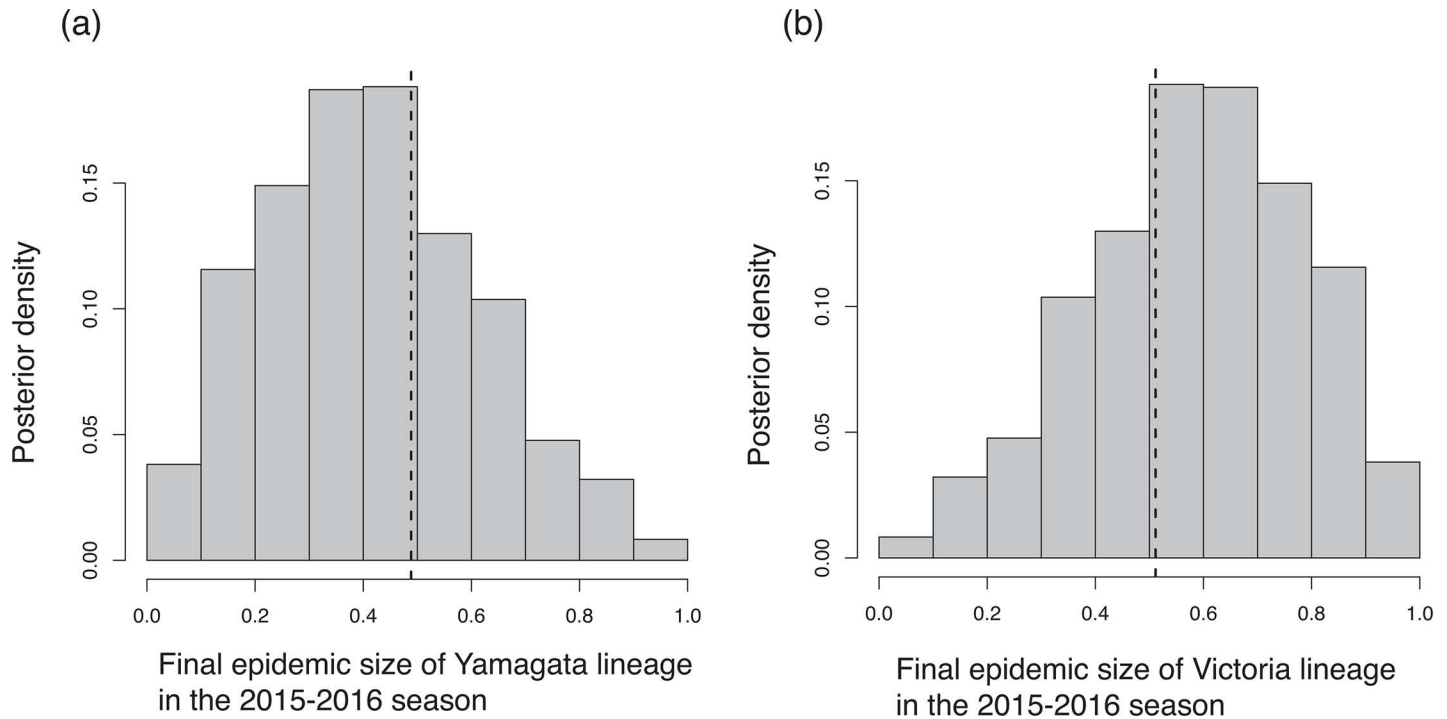 (a)
Posterior density
0.15
0.10
0.05
0.00
0.0 0.2 0.4 0.6 0.8 1.0
Final epidemic size of Yamagata lineage
in the 2015-2016 season
(b)
Posterior density
0.15
0.10
0.05
0.00
0.0 0.2 0.4 0.6 0.8 1.0
Final epidemic size of Victoria lineage
in the 2015-2016 season